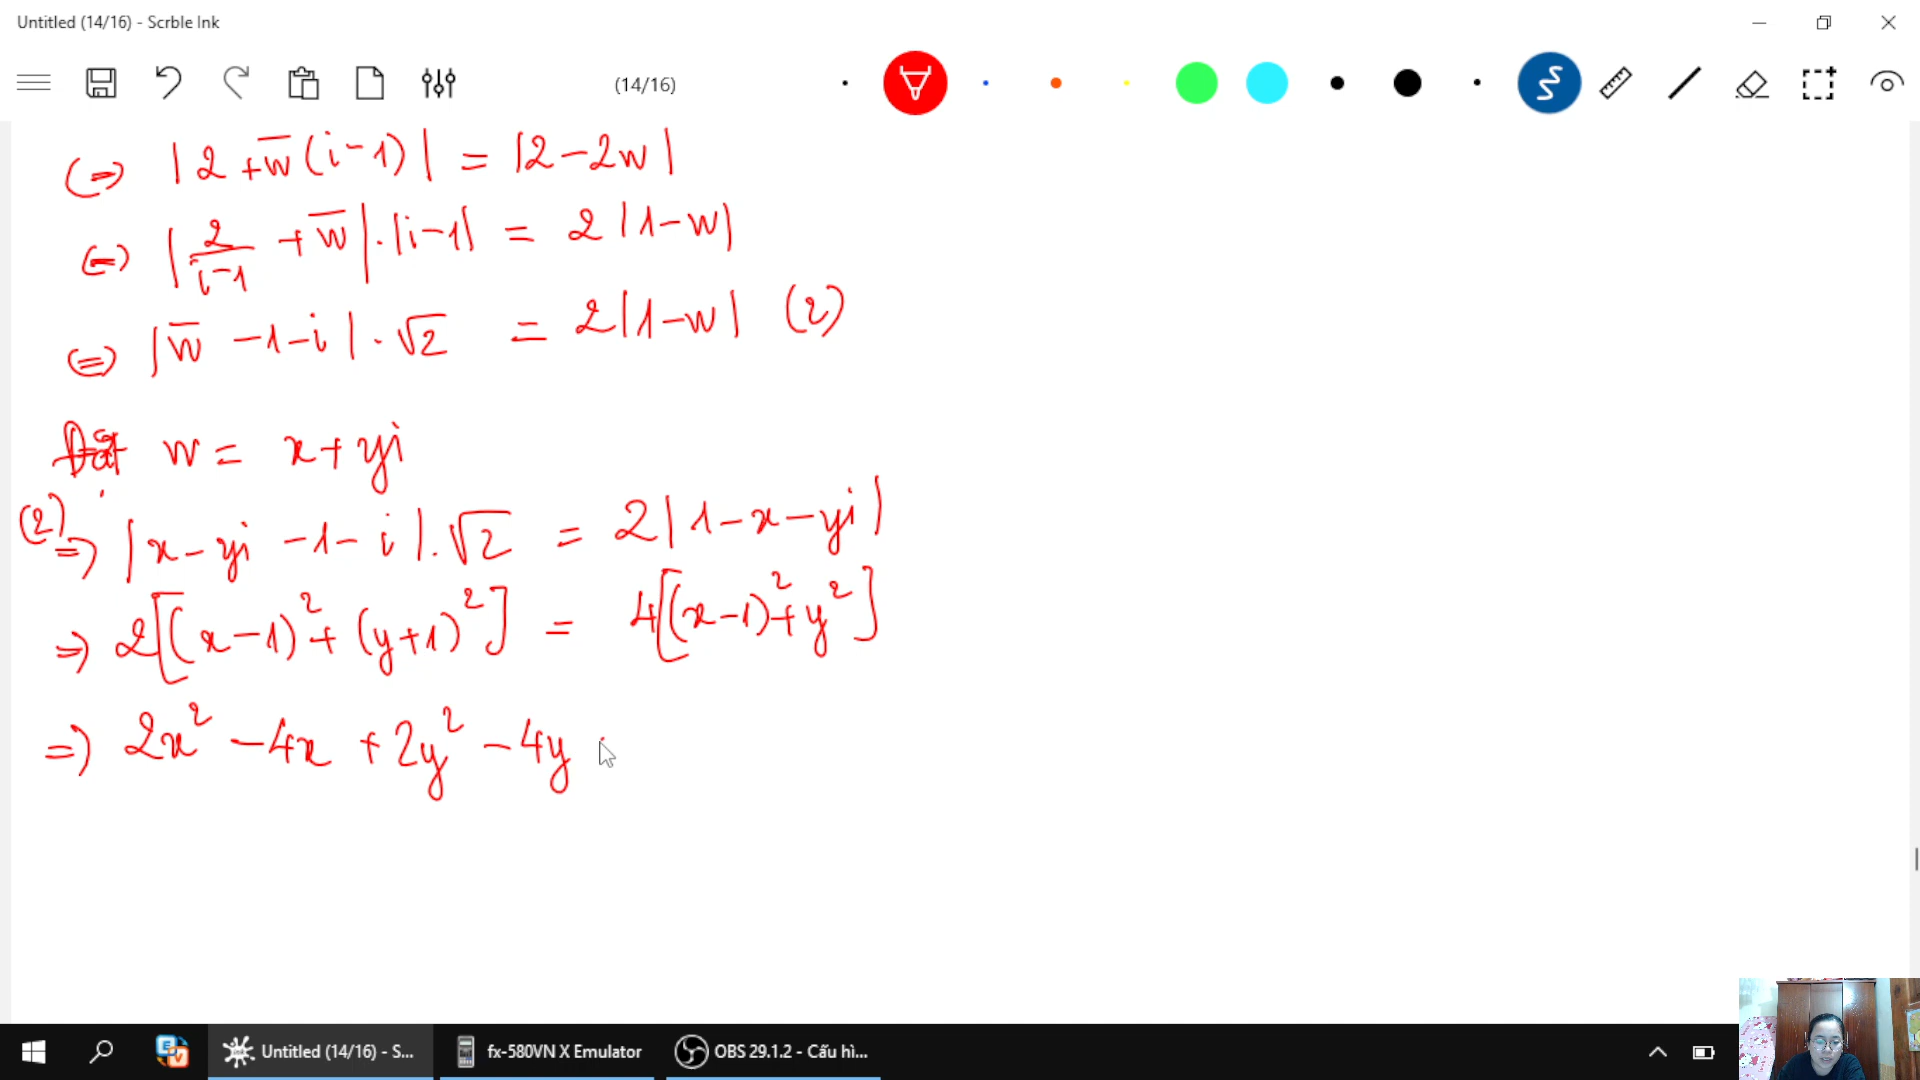 Untitled (14/16) - Scrble Ink
(14/16)
(=) |2 + w̅(i-1)| = |2-2w|
(=) |2/(i-1) + w̅|.|i-1| = 2|1-w|
(=) |w̅ -1-i|.√2 = 2|1-w| (2)
Đặt w = x+yi
(2) => |x-yi -1-i|.√2 = 2|1-x-yi|
=> 2[(x-1)² + (y+1)²] = 4[(x-1)² + y²]
=> 2x² -4x +2y² -4y
Untitled (14/16) - S...
fx-580VN X Emulator
OBS 29.1.2 - Cấu hì...